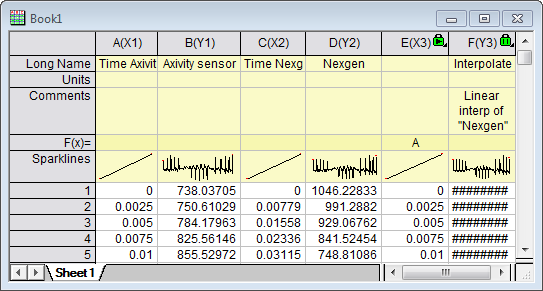 Book1
A(X1) B(Y1) C(X2) D(Y2) E(X3) F(Y3)
Long Name Time Axivit Axivity sensor Time Nexg Nexgen Interpolate
Units
Comments Linear
interp of
"Nexgen"
F(x)= A
Sparklines
1 0 738.03705 0 1046.22833 0 ########
2 0.0025 750.61029 0.00779 991.2882 0.0025 ########
3 0.005 784.17963 0.01558 929.06762 0.005 ########
4 0.0075 825.56146 0.02336 841.52454 0.0075 ########
5 0.01 855.52972 0.03115 748.81086 0.01 ########
Sheet1